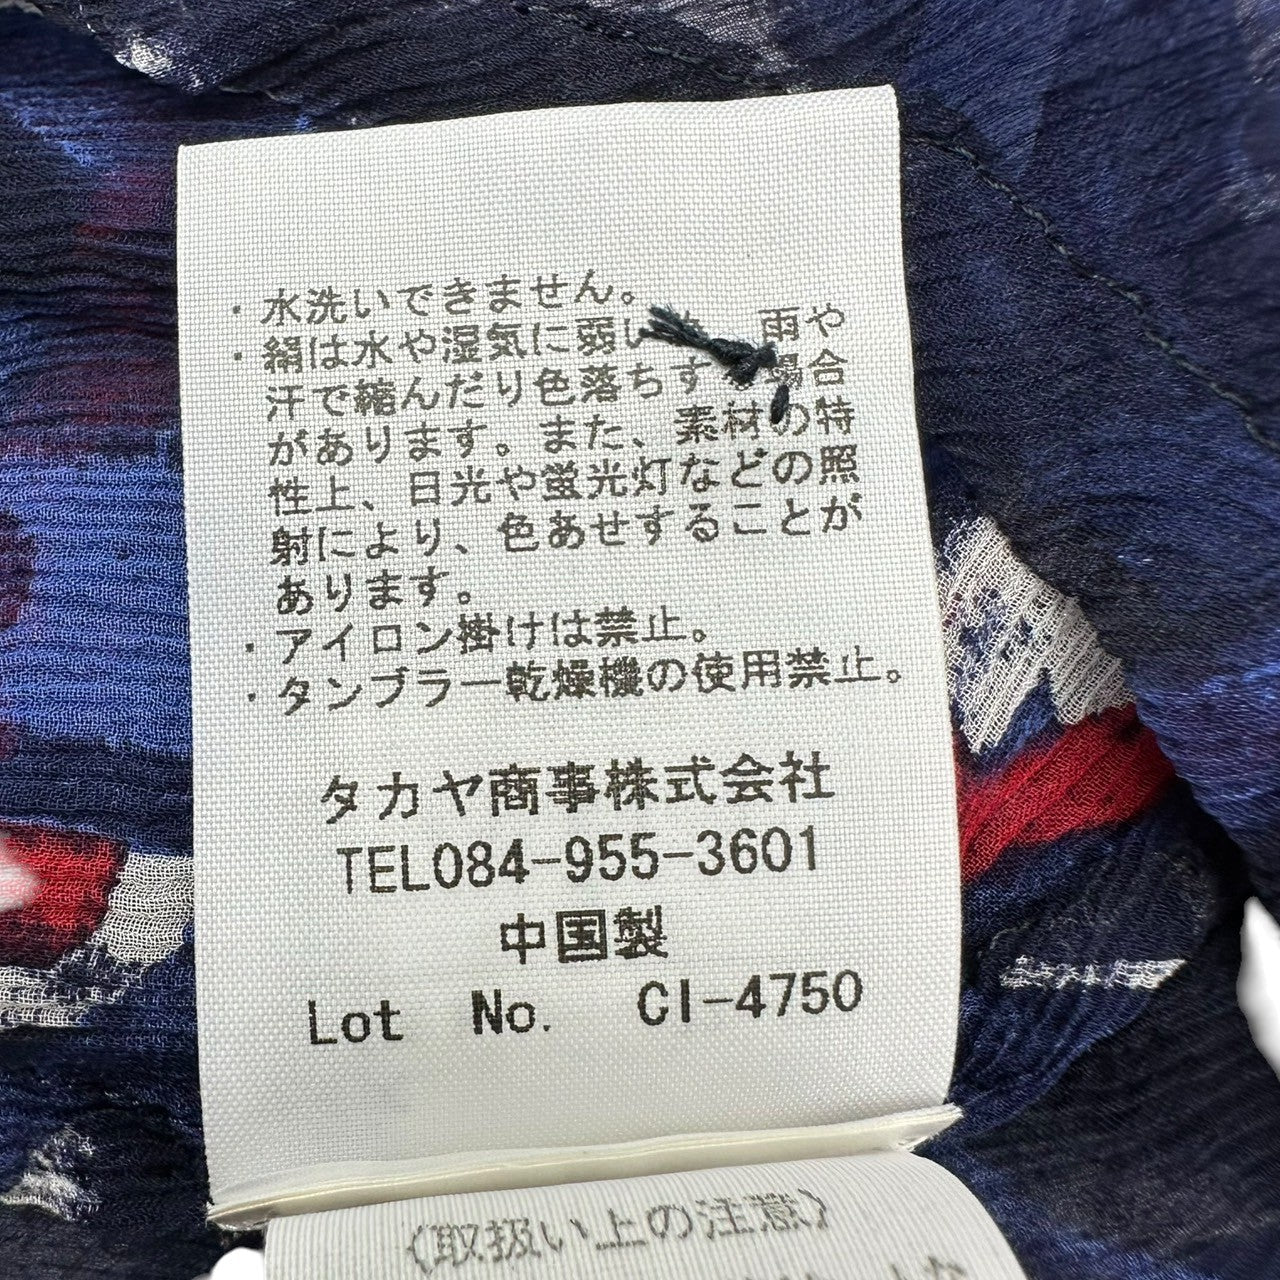 ・水洗いできません。
・絹は水や湿気に弱い 雨や
汗で縮んだり色落ちする場合
があります。また、素材の特
性上、日光や蛍光灯などの照
射により、色あせすることが
あります。
・アイロン掛けは禁止。
・タンブラー乾燥機の使用禁止。
タカヤ商事株式会社
TEL084-955-3601
中国製
Lot No. CI-4750
《取扱い上の注意》